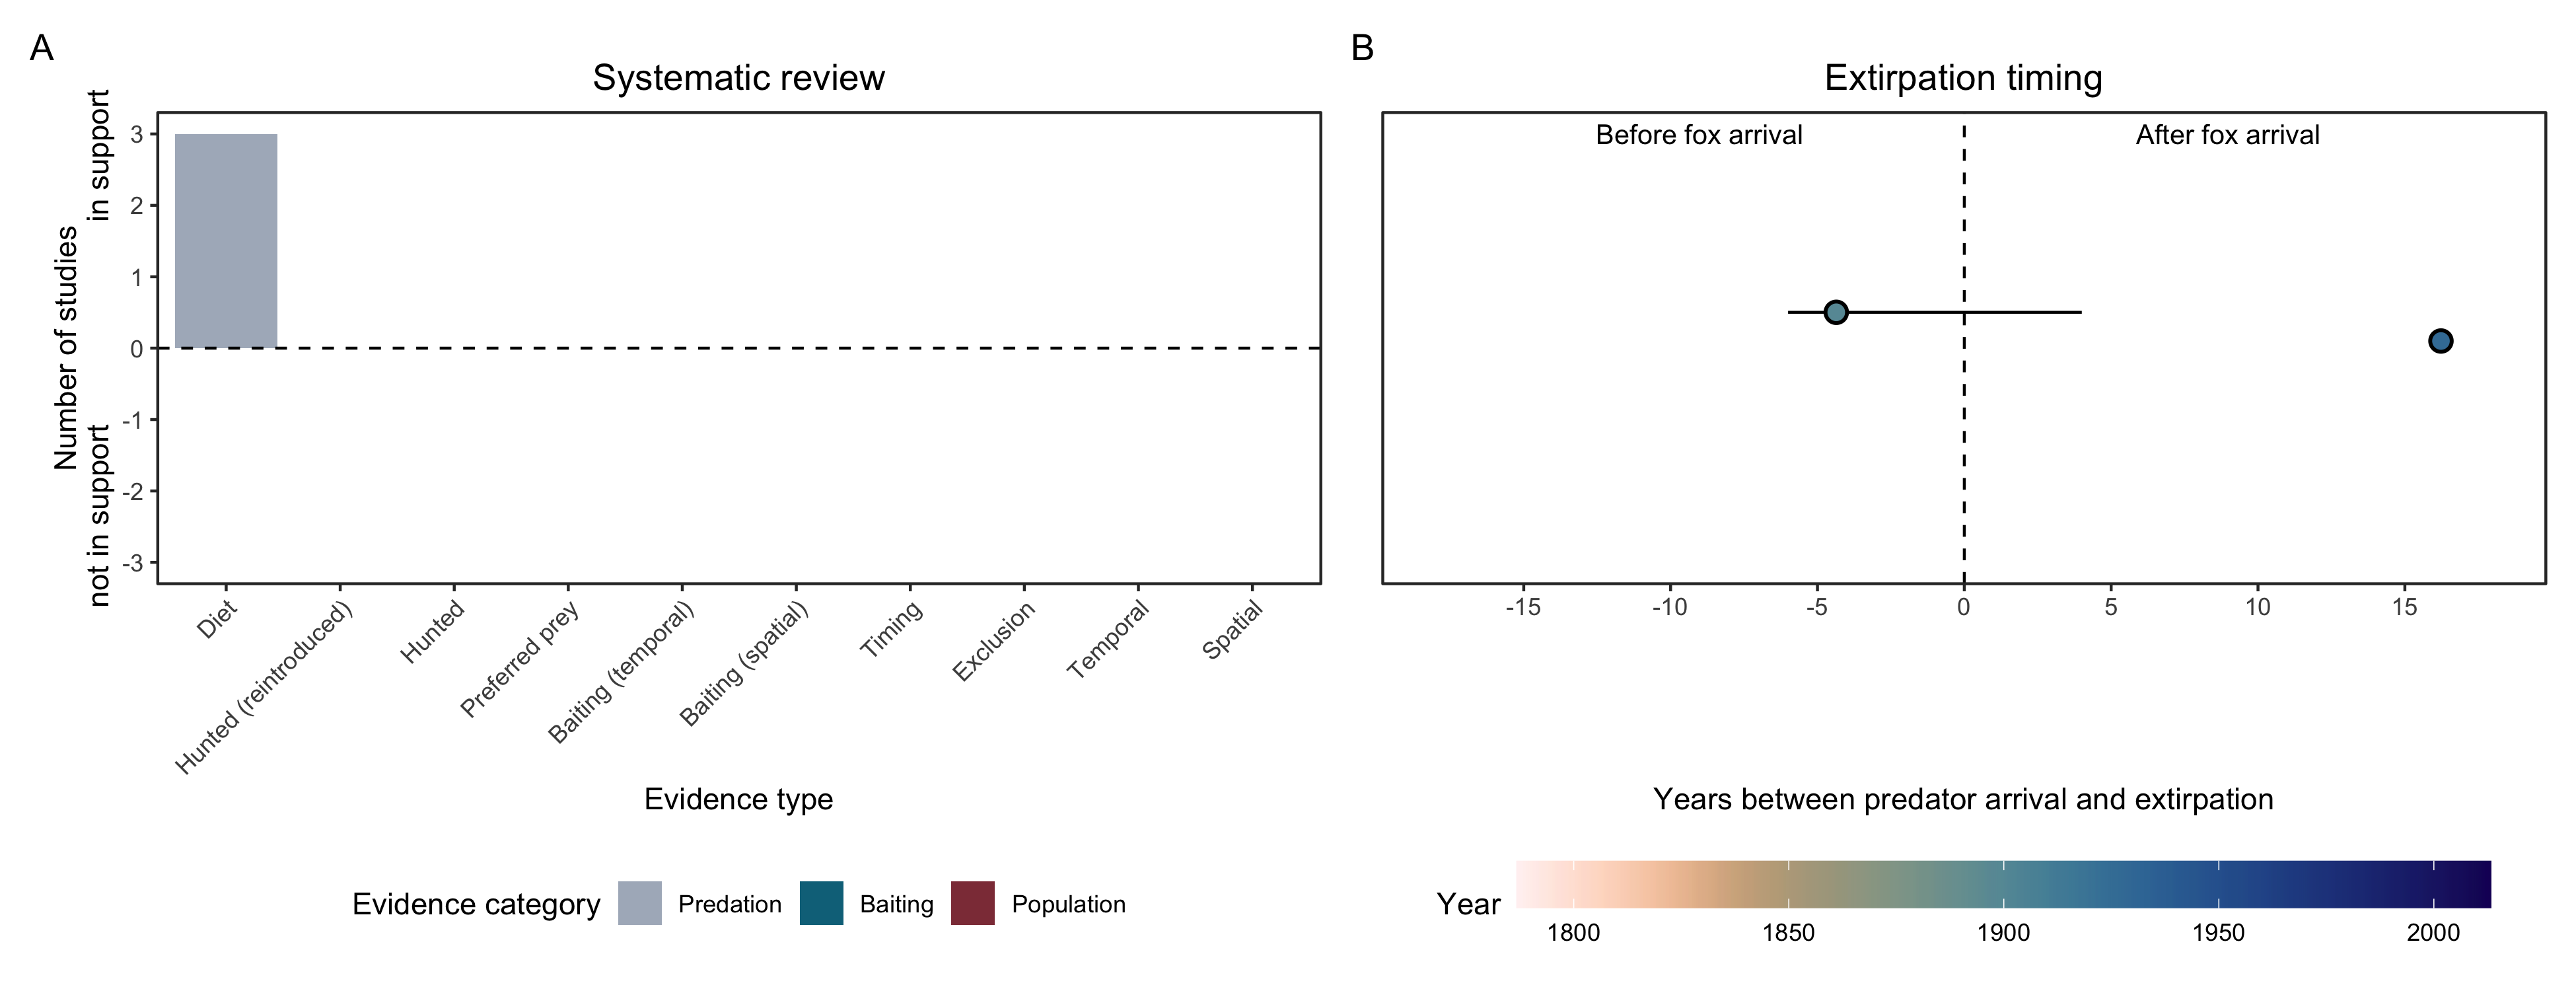 A
Systematic review
Number of studies
not in support in support
3
2
1
0
-1
-2
-3
Diet
Hunted (reintroduced)
Hunted
Preferred prey
Baiting (temporal)
Baiting (spatial)
Timing
Exclusion
Temporal
Spatial
Evidence type
Evidence category Predation Baiting Population
B
Extirpation timing
Before fox arrival After fox arrival
-15 -10 -5 0 5 10 15
Years between predator arrival and extirpation
Year
1800 1850 1900 1950 2000